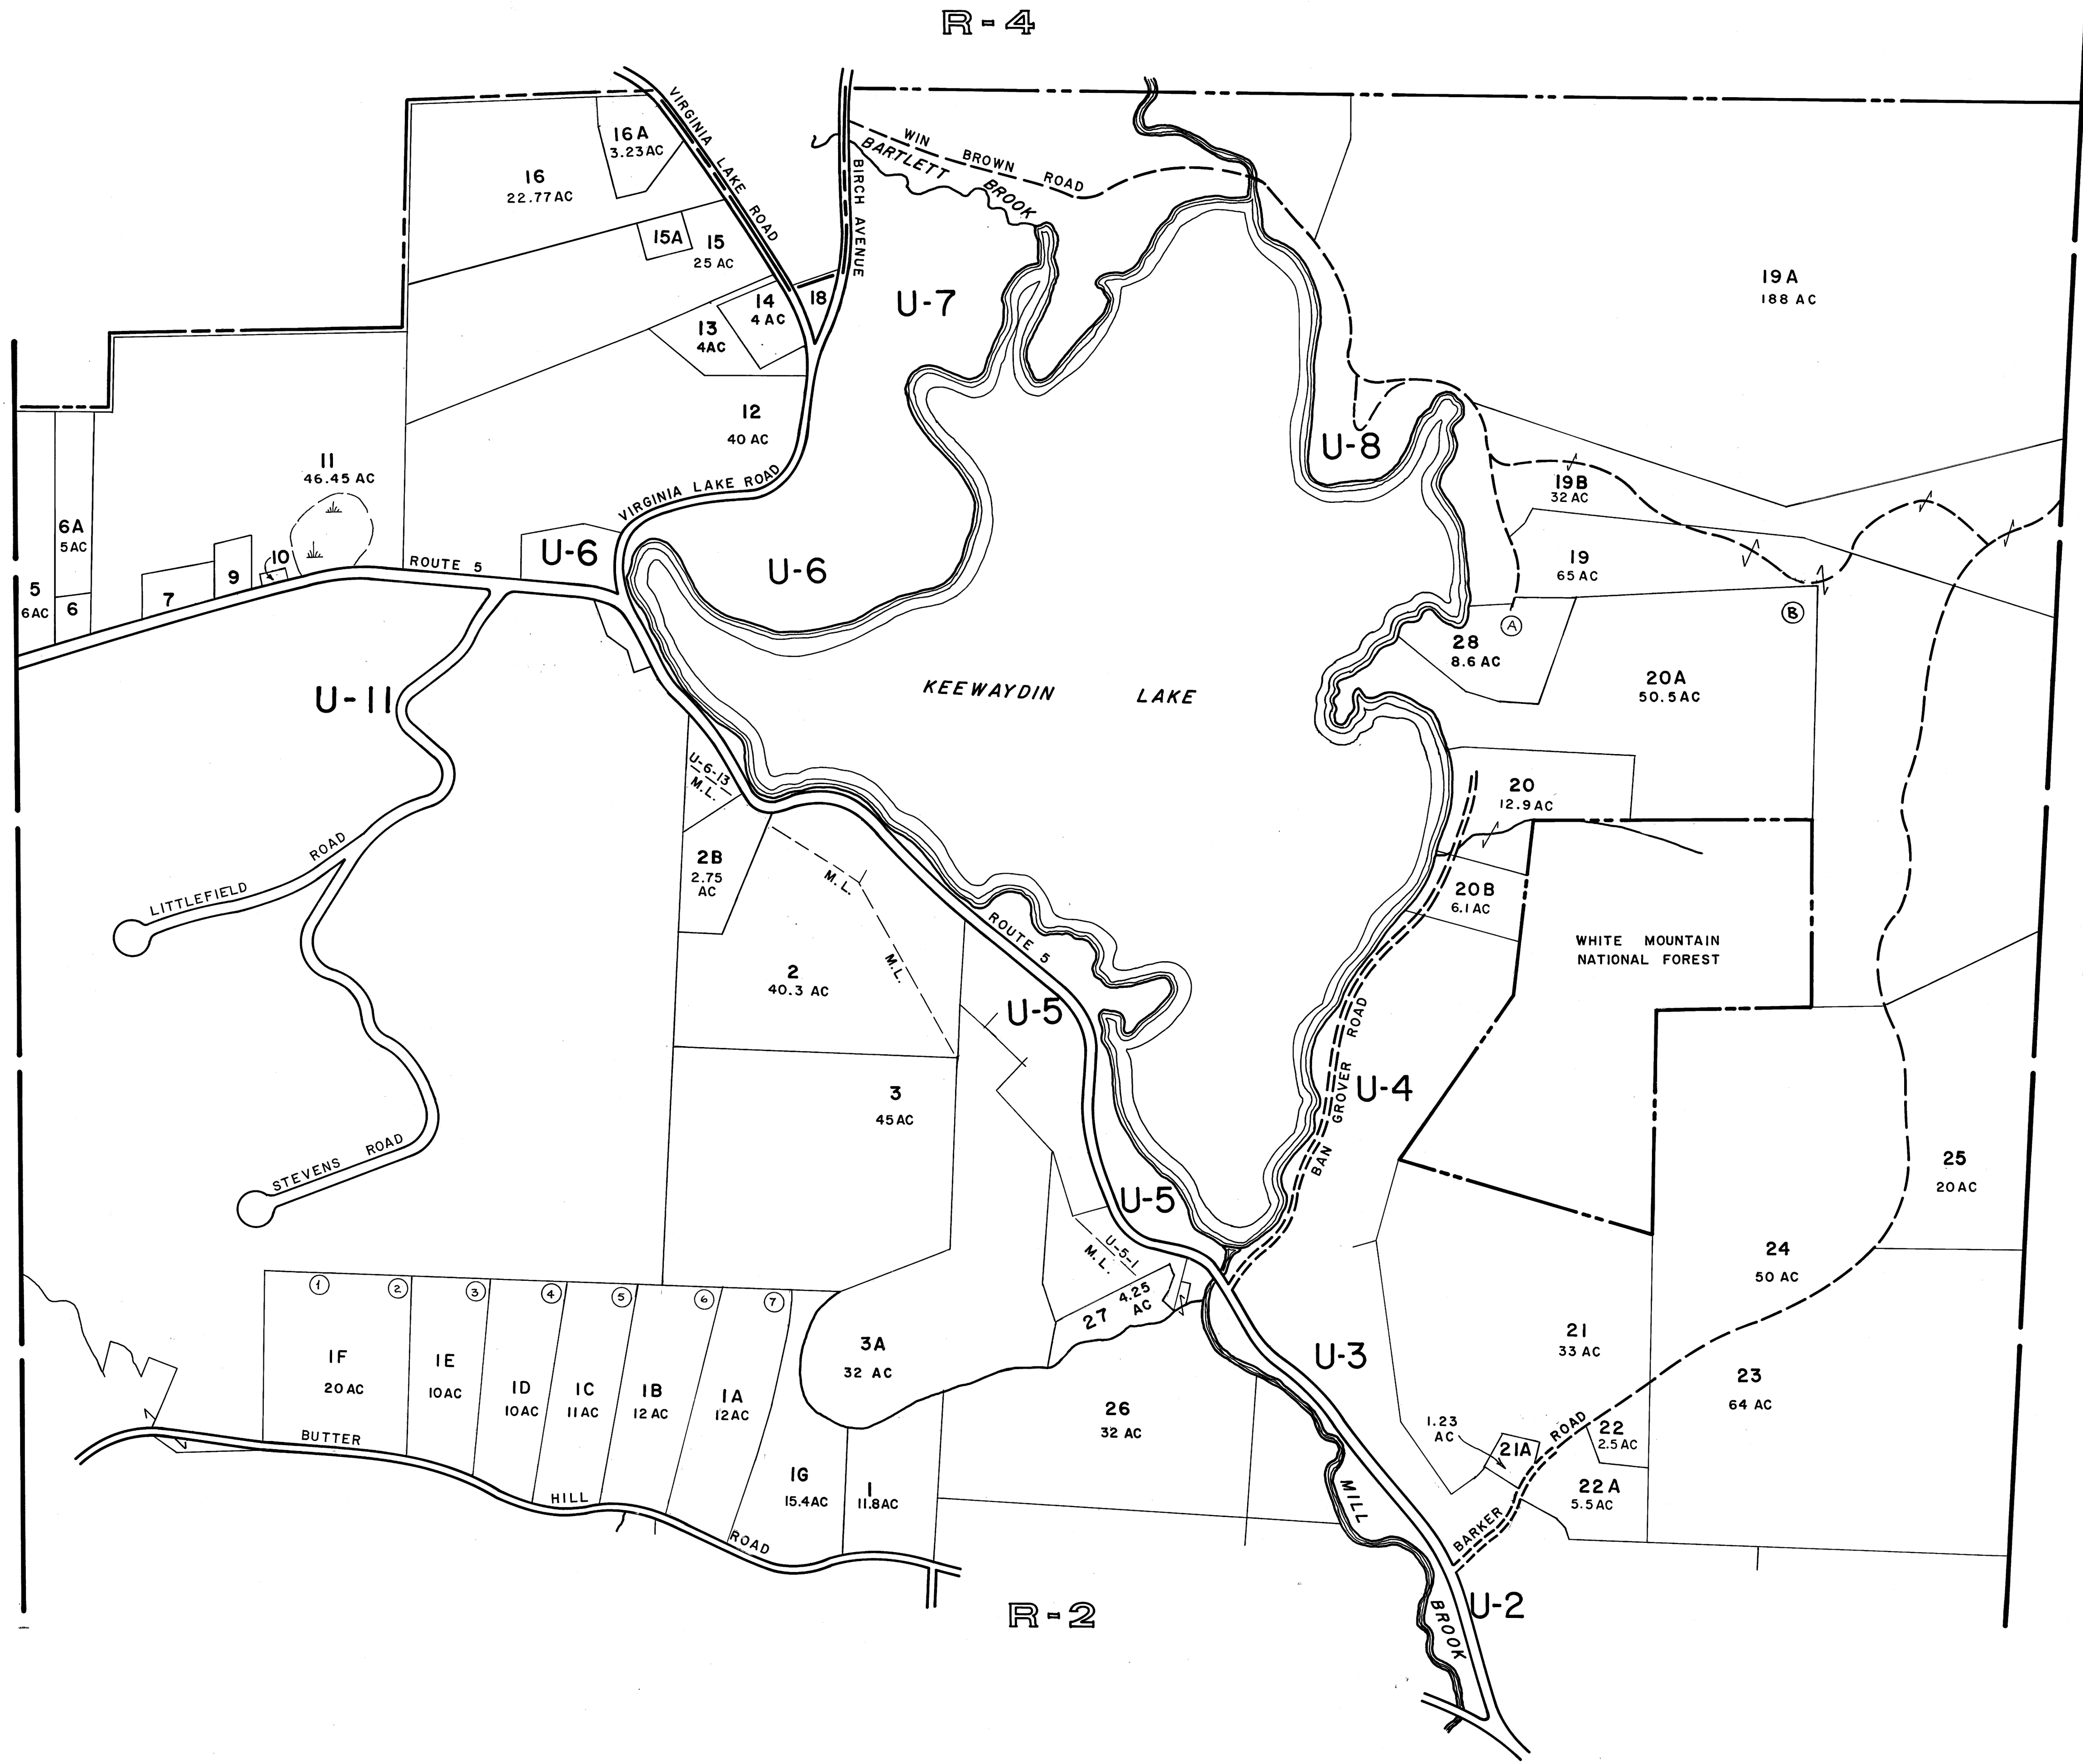 R-4
VIRGINIA LAKE ROAD
BIRCH AVENUE
WIN BROWN ROAD
BARTLETT BROOK
16A
3.23 AC
16
22.77 AC
15A
15
25 AC
14
4 AC
18
13
4 AC
12
40 AC
U-7
19A
188 AC
U-8
11
46.45 AC
6A
5 AC
5
6 AC
6
7
9
10
VIRGINIA LAKE ROAD
ROUTE 5
U-6
U-6
19B
32 AC
19
65 AC
A
B
28
8.6 AC
20A
50.5 AC
U-11
KEEWAYDIN LAKE
U-6-13
M.L.
20
12.9 AC
2B
2.75
AC
M.L.
M.L.
20B
6.1 AC
LITTLEFIELD ROAD
ROUTE 5
WHITE MOUNTAIN
NATIONAL FOREST
2
40.3 AC
U-5
BAN GROVER ROAD
U-4
3
45 AC
STEVENS ROAD
25
20 AC
U-5
U-5-1
M.L.
24
50 AC
1
2
3
4
5
6
7
27
4.25
AC
3A
32 AC
U-3
21
33 AC
1F
20 AC
1E
10 AC
1D
10 AC
1C
11 AC
1B
12 AC
1A
12 AC
23
64 AC
26
32 AC
1.23
AC
21A
22
2.5 AC
BARKER ROAD
22A
5.5 AC
BUTTER HILL ROAD
1G
15.4 AC
1
11.8 AC
MILL BROOK
R-2
U-2